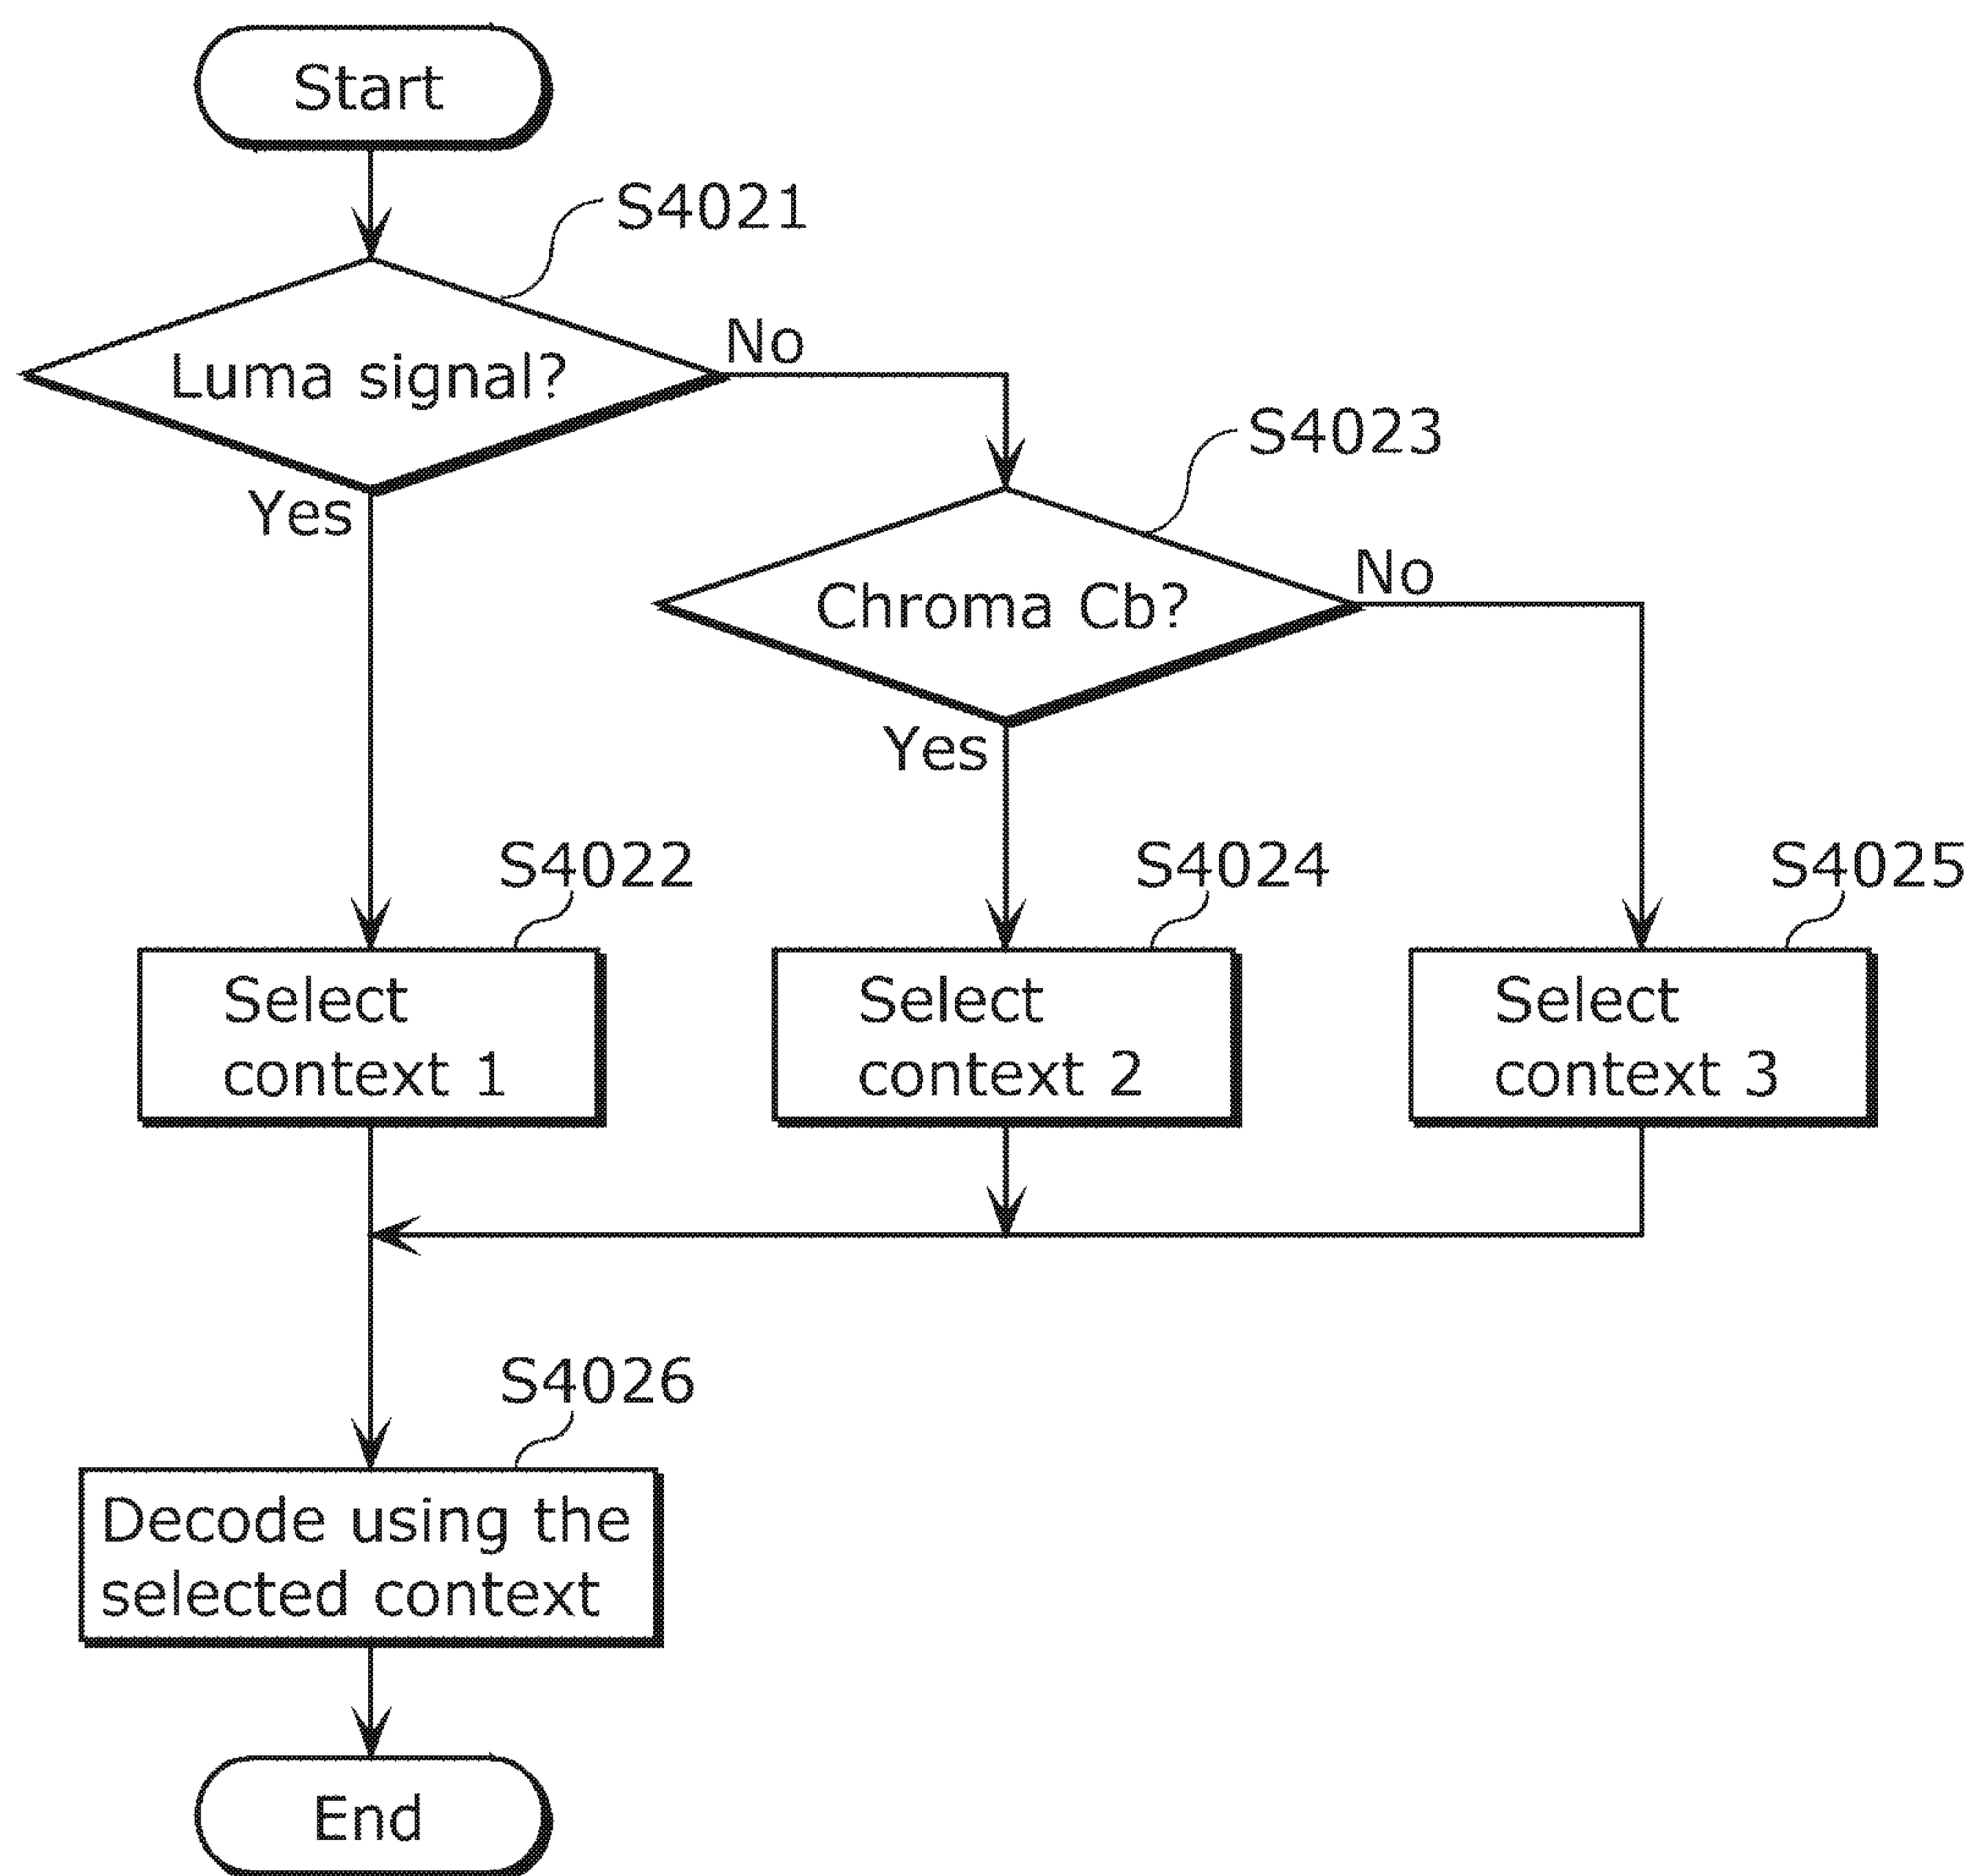 Start
S4021
Luma signal?
No
Yes
S4023
Chroma Cb?
No
Yes
S4022
S4024
S4025
Select
context 1
Select
context 2
Select
context 3
S4026
Decode using the
selected context
End